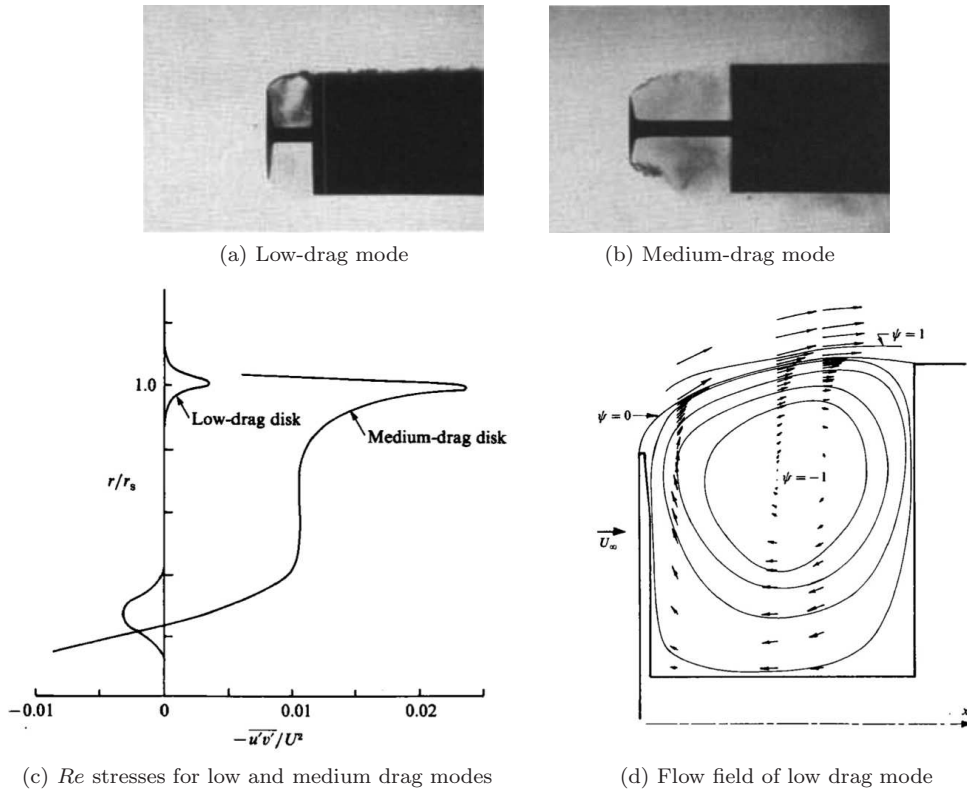 (a) Low-drag mode
(b) Medium-drag mode
1.0
Low-drag disk
Medium-drag disk
r/rₛ
−0.01
0
0.01
0.02
−u′v′/U²
(c) Re stresses for low and medium drag modes
ψ=1
ψ=0
ψ=−1
U∞
x
(d) Flow field of low drag mode